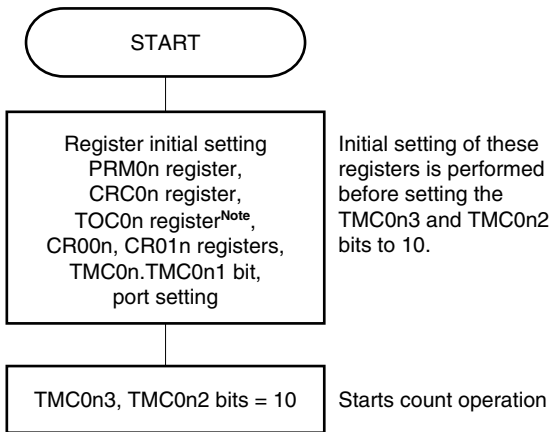 START
Register initial setting
PRM0n register,
CRC0n register,
TOC0n registerNote,
CR00n, CR01n registers,
TMC0n.TMC0n1 bit,
port setting
Initial setting of these
registers is performed
before setting the
TMC0n3 and TMC0n2
bits to 10.
TMC0n3, TMC0n2 bits = 10
Starts count operation